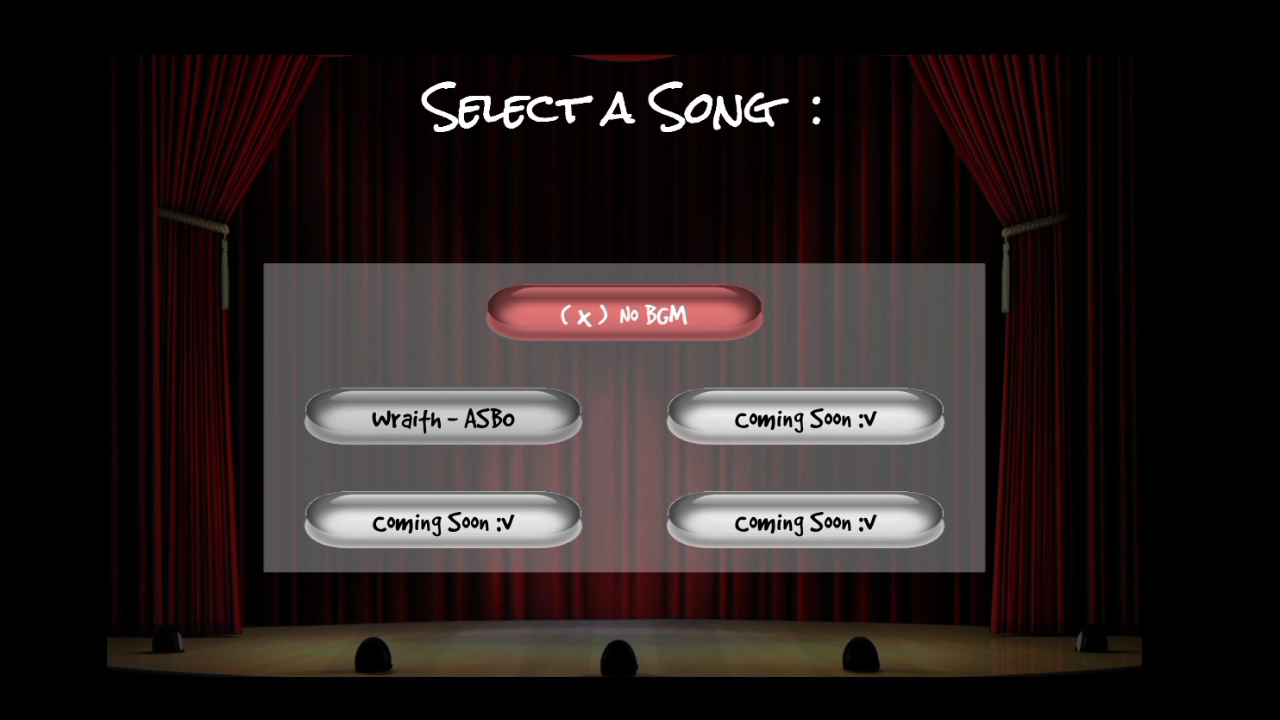 Select a Song :
( x ) No BGM
Wraith - ASBO
Coming Soon :V
Coming Soon :V
Coming Soon :V